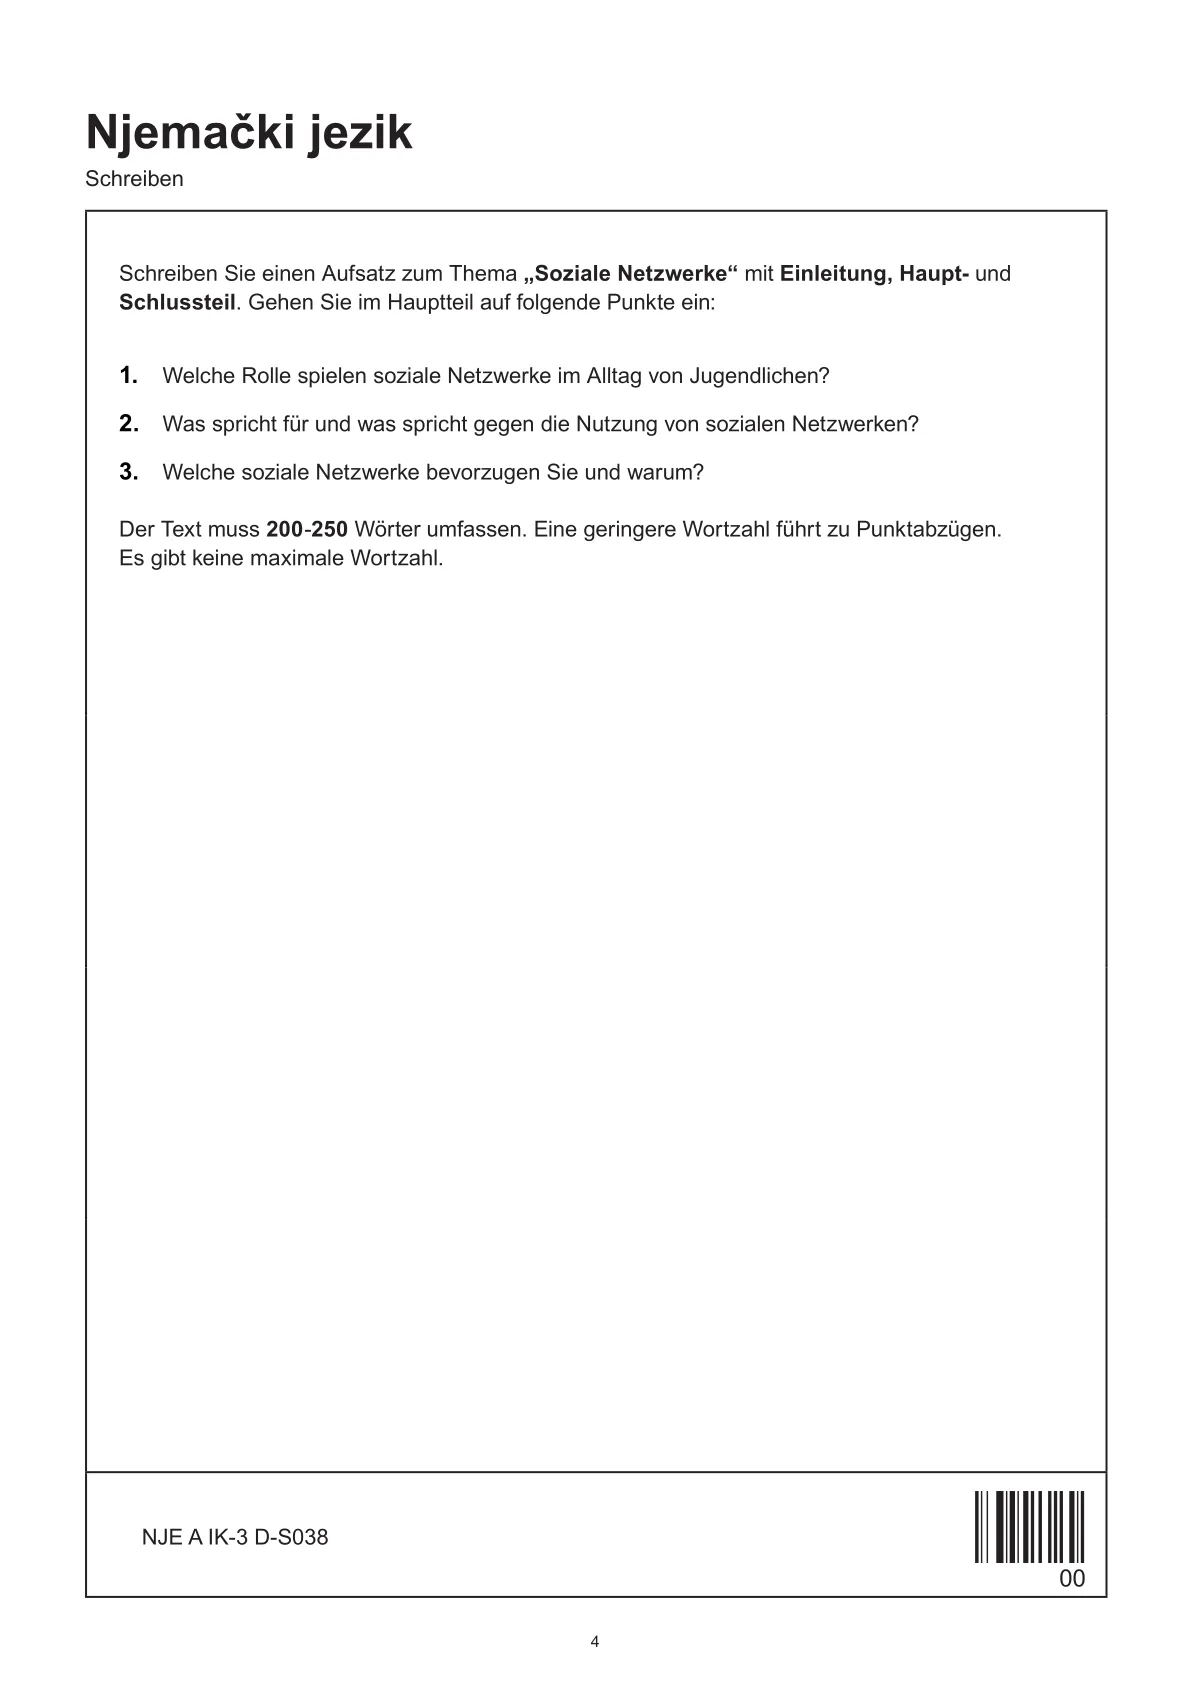 Njemački jezik
Schreiben
Schreiben Sie einen Aufsatz zum Thema „Soziale Netzwerke“ mit Einleitung, Haupt- und
Schlussteil. Gehen Sie im Hauptteil auf folgende Punkte ein:
1. Welche Rolle spielen soziale Netzwerke im Alltag von Jugendlichen?
2. Was spricht für und was spricht gegen die Nutzung von sozialen Netzwerken?
3. Welche soziale Netzwerke bevorzugen Sie und warum?
Der Text muss 200-250 Wörter umfassen. Eine geringere Wortzahl führt zu Punktabzügen.
Es gibt keine maximale Wortzahl.
NJE A IK-3 D-S038
00
4